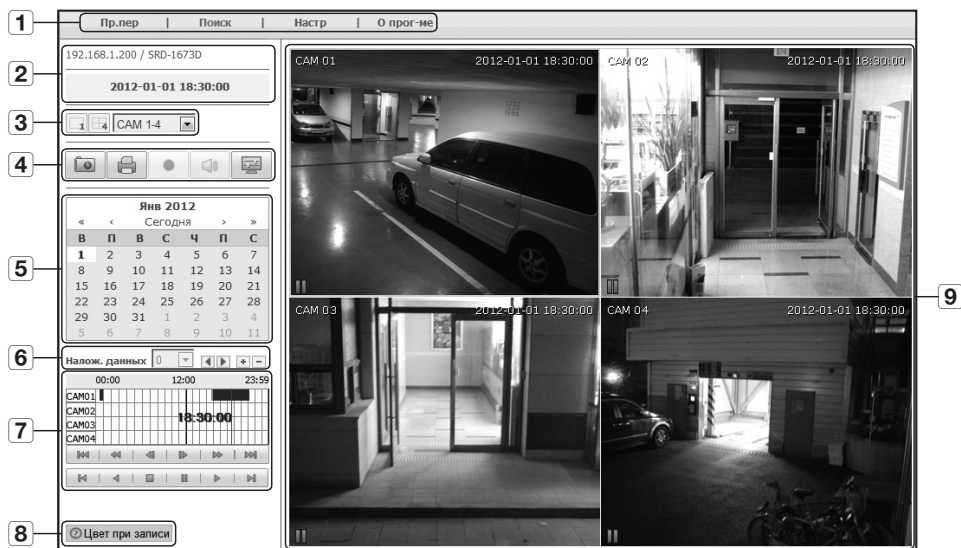 Пр.пер | Поиск | Настр | О прог-ме
1
192.168.1.200 / SRD-1673D
2
2012-01-01 18:30:00
3
1 4 CAM 1-4
4
5
Янв 2012
« ‹ Сегодня › »
В П В С Ч П С
1 2 3 4 5 6 7
8 9 10 11 12 13 14
15 16 17 18 19 20 21
22 23 24 25 26 27 28
29 30 31 1 2 3 4
5 6 7 8 9 10 11
6
Налож. данных 0
7
00:00 12:00 23:59
CAM01
CAM02
18:30:00
CAM03
CAM04
8
Цвет при записи
CAM 01 2012-01-01 18:30:00
CAM 02 2012-01-01 18:30:00
CAM 03 2012-01-01 18:30:00
CAM 04 2012-01-01 18:30:00
9